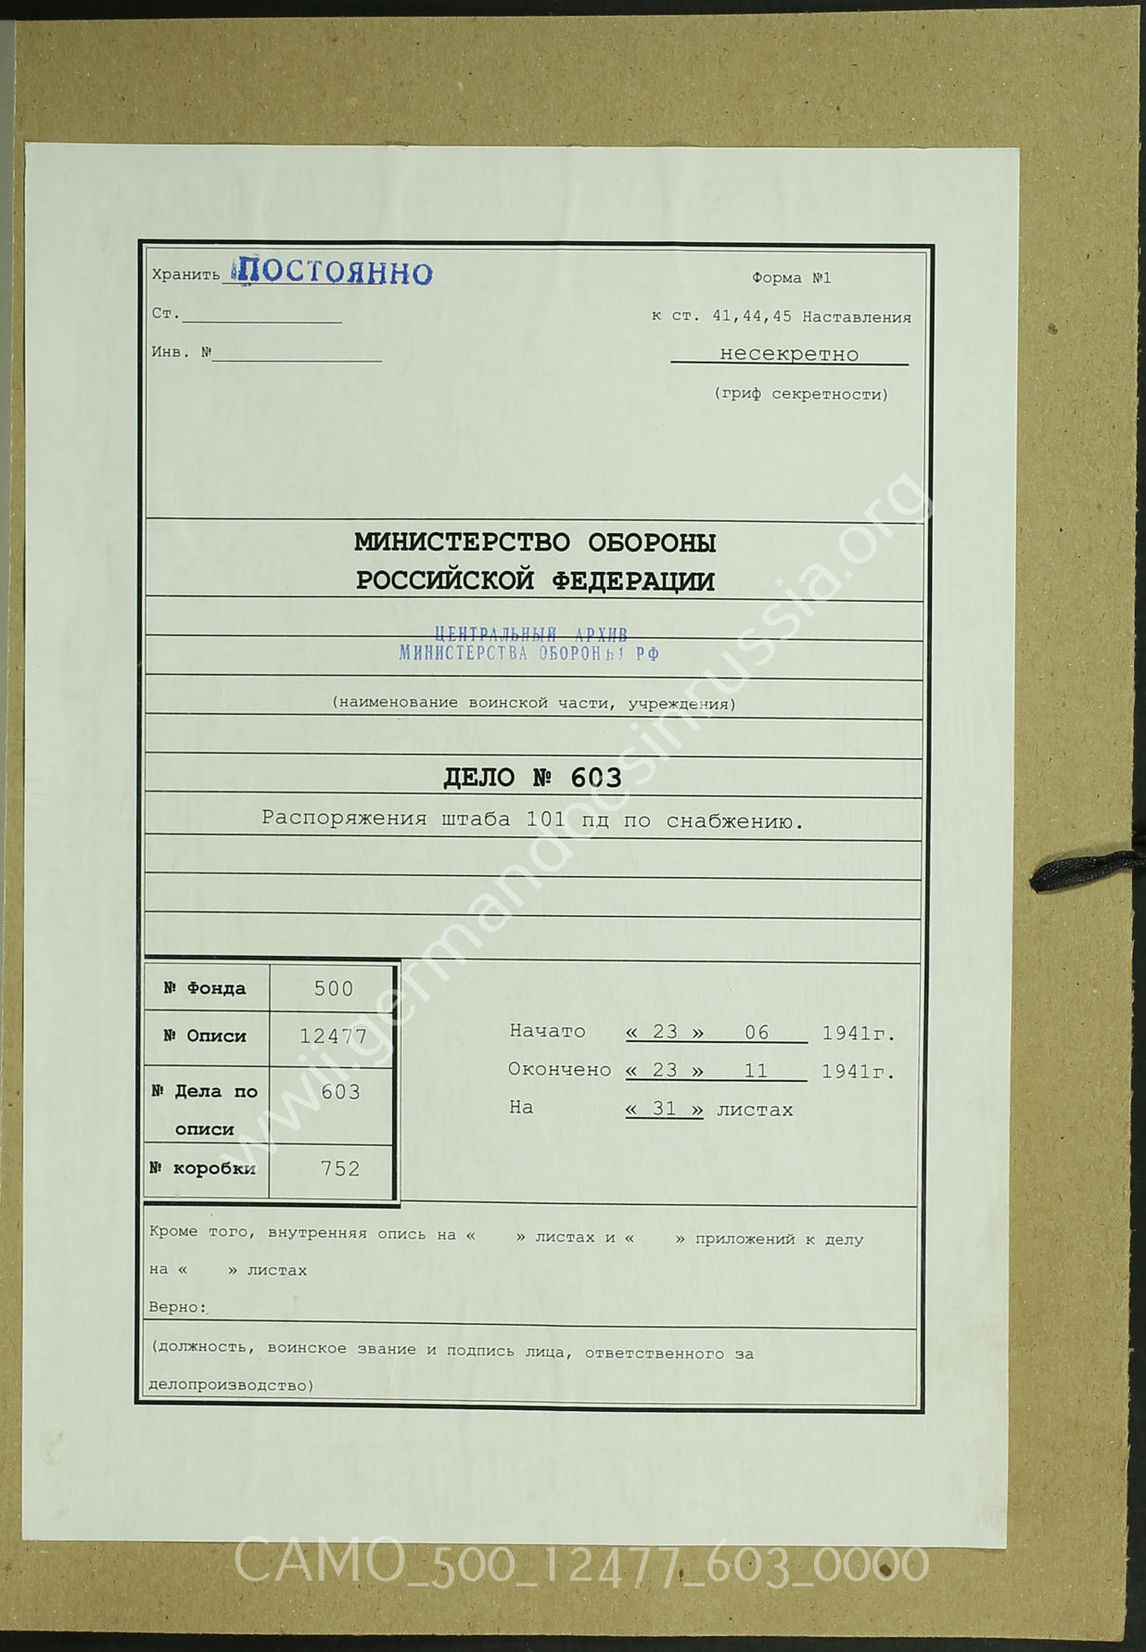 Хранить ПОСТОЯННО
Форма №1
Ст.
к ст. 41,44,45 Наставления
Инв. №
несекретно
(гриф секретности)
МИНИСТЕРСТВО ОБОРОНЫ
РОССИЙСКОЙ ФЕДЕРАЦИИ
ЦЕНТРАЛЬНЫЙ АРХИВ
МИНИСТЕРСТВА ОБОРОНЫ РФ
(наименование воинской части, учреждения)
ДЕЛО № 603
Распоряжения штаба 101 пд по снабжению.
№ Фонда 500
№ Описи 12477
№ Дела по описи 603
№ коробки 752
Начато « 23 » 06 1941г.
Окончено « 23 » 11 1941г.
На « 31 » листах
Кроме того, внутренняя опись на « » листах и « » приложений к делу
на « » листах
Верно:
(должность, воинское звание и подпись лица, ответственного за
делопроизводство)
wwii.germandocsinrussia.org
CAMO_500_12477_603_0000